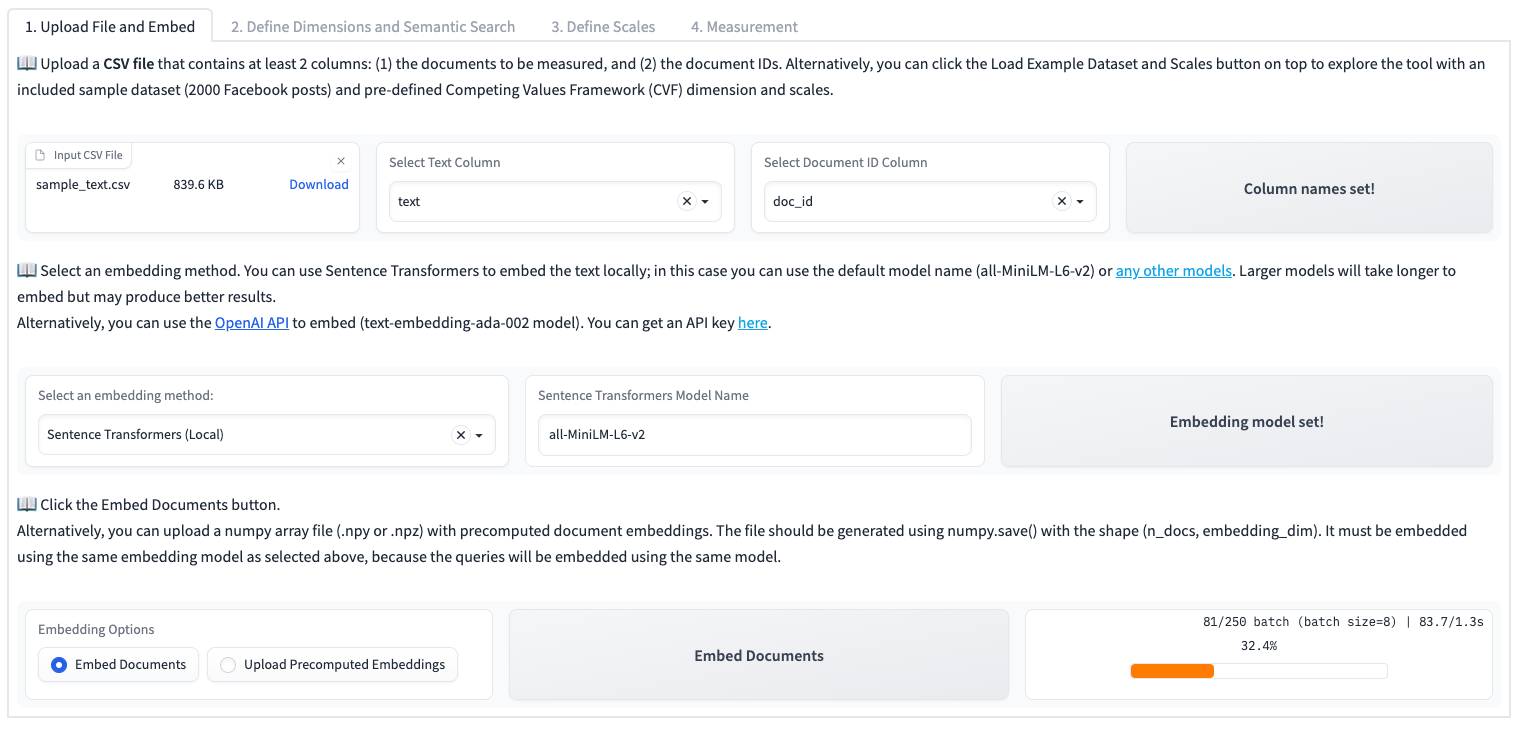 1. Upload File and Embed
2. Define Dimensions and Semantic Search
3. Define Scales
4. Measurement
📖 Upload a CSV file that contains at least 2 columns: (1) the documents to be measured, and (2) the document IDs. Alternatively, you can click the Load Example Dataset and Scales button on top to explore the tool with an
included sample dataset (2000 Facebook posts) and pre-defined Competing Values Framework (CVF) dimension and scales.
Input CSV File
sample_text.csv 839.6 KB Download
Select Text Column
text
Select Document ID Column
doc_id
Column names set!
📖 Select an embedding method. You can use Sentence Transformers to embed the text locally; in this case you can use the default model name (all-MiniLM-L6-v2) or any other models. Larger models will take longer to
embed but may produce better results.
Alternatively, you can use the OpenAI API to embed (text-embedding-ada-002 model). You can get an API key here.
Select an embedding method:
Sentence Transformers (Local)
Sentence Transformers Model Name
all-MiniLM-L6-v2
Embedding model set!
📖 Click the Embed Documents button.
Alternatively, you can upload a numpy array file (.npy or .npz) with precomputed document embeddings. The file should be generated using numpy.save() with the shape (n_docs, embedding_dim). It must be embedded
using the same embedding model as selected above, because the queries will be embedded using the same model.
Embedding Options
Embed Documents
Upload Precomputed Embeddings
Embed Documents
81/250 batch (batch size=8) | 83.7/1.3s
32.4%